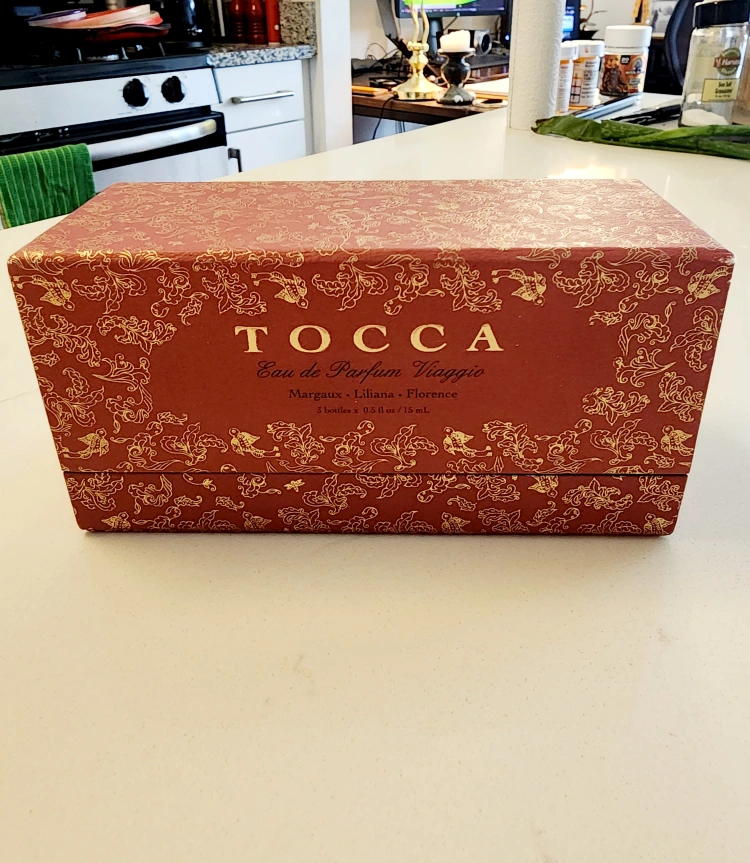 TOCCA
Eau de Parfum Viaggio
Margaux • Liliana • Florence
3 bottles x 0.5 fl oz / 15 mL